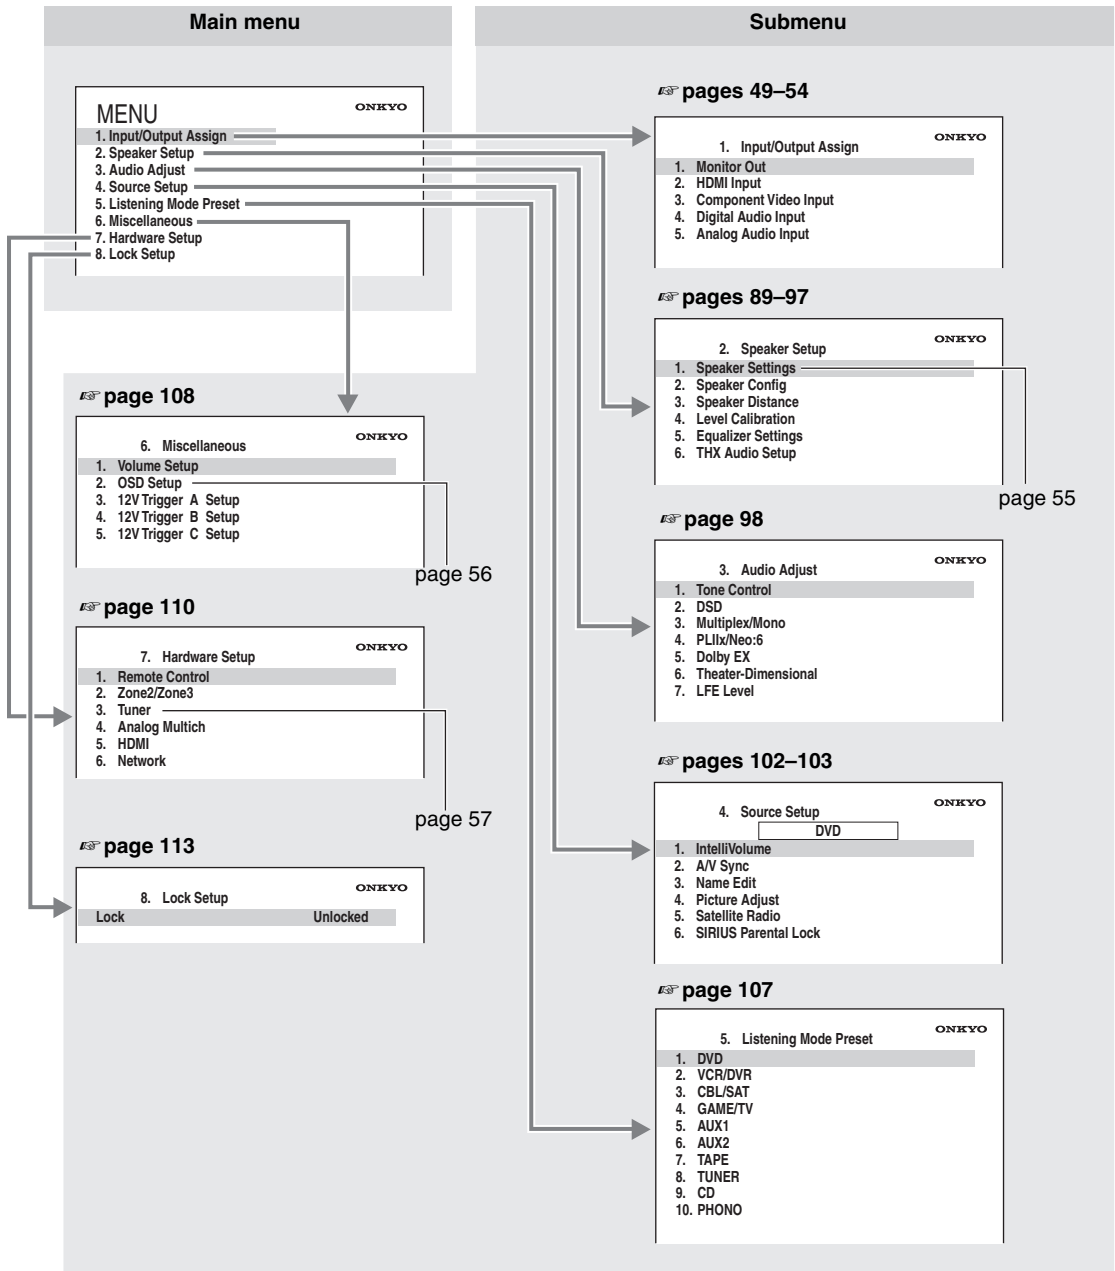 Main menu
Submenu
MENU
ONKYO
1. Input/Output Assign
2. Speaker Setup
3. Audio Adjust
4. Source Setup
5. Listening Mode Preset
6. Miscellaneous
7. Hardware Setup
8. Lock Setup
☞ page 108
ONKYO
6. Miscellaneous
1. Volume Setup
2. OSD Setup
3. 12V Trigger A Setup
4. 12V Trigger B Setup
5. 12V Trigger C Setup
page 56
☞ page 110
ONKYO
7. Hardware Setup
1. Remote Control
2. Zone2/Zone3
3. Tuner
4. Analog Multich
5. HDMI
6. Network
page 57
☞ page 113
ONKYO
8. Lock Setup
Lock Unlocked
☞ pages 49–54
ONKYO
1. Input/Output Assign
1. Monitor Out
2. HDMI Input
3. Component Video Input
4. Digital Audio Input
5. Analog Audio Input
☞ pages 89–97
ONKYO
2. Speaker Setup
1. Speaker Settings
2. Speaker Config
3. Speaker Distance
4. Level Calibration
5. Equalizer Settings
6. THX Audio Setup
page 55
☞ page 98
ONKYO
3. Audio Adjust
1. Tone Control
2. DSD
3. Multiplex/Mono
4. PLIIx/Neo:6
5. Dolby EX
6. Theater-Dimensional
7. LFE Level
☞ pages 102–103
ONKYO
4. Source Setup
DVD
1. IntelliVolume
2. A/V Sync
3. Name Edit
4. Picture Adjust
5. Satellite Radio
6. SIRIUS Parental Lock
☞ page 107
ONKYO
5. Listening Mode Preset
1. DVD
2. VCR/DVR
3. CBL/SAT
4. GAME/TV
5. AUX1
6. AUX2
7. TAPE
8. TUNER
9. CD
10. PHONO